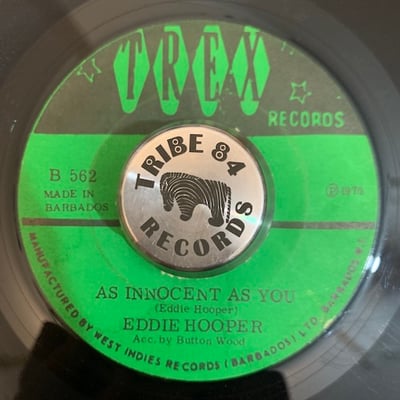 TREX
RECORDS
B 562
MADE IN
BARBADOS
TRIBE 84
RECORDS
AS INNOCENT AS YOU
(Eddie Hooper)
EDDIE HOOPER
Acc. by Button Wood
MANUFACTURED BY WEST INDIES RECORDS (BARBADOS) LTD. BARBADOS W.I.